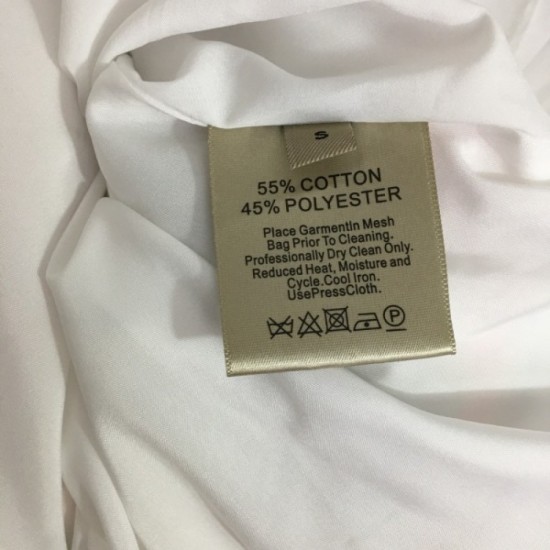 S
55% COTTON
45% POLYESTER
Place GarmentIn Mesh
Bag Prior To Cleaning.
Professionally Dry Clean Only.
Reduced Heat, Moisture and
Cycle.Cool Iron.
UsePressCloth.
P